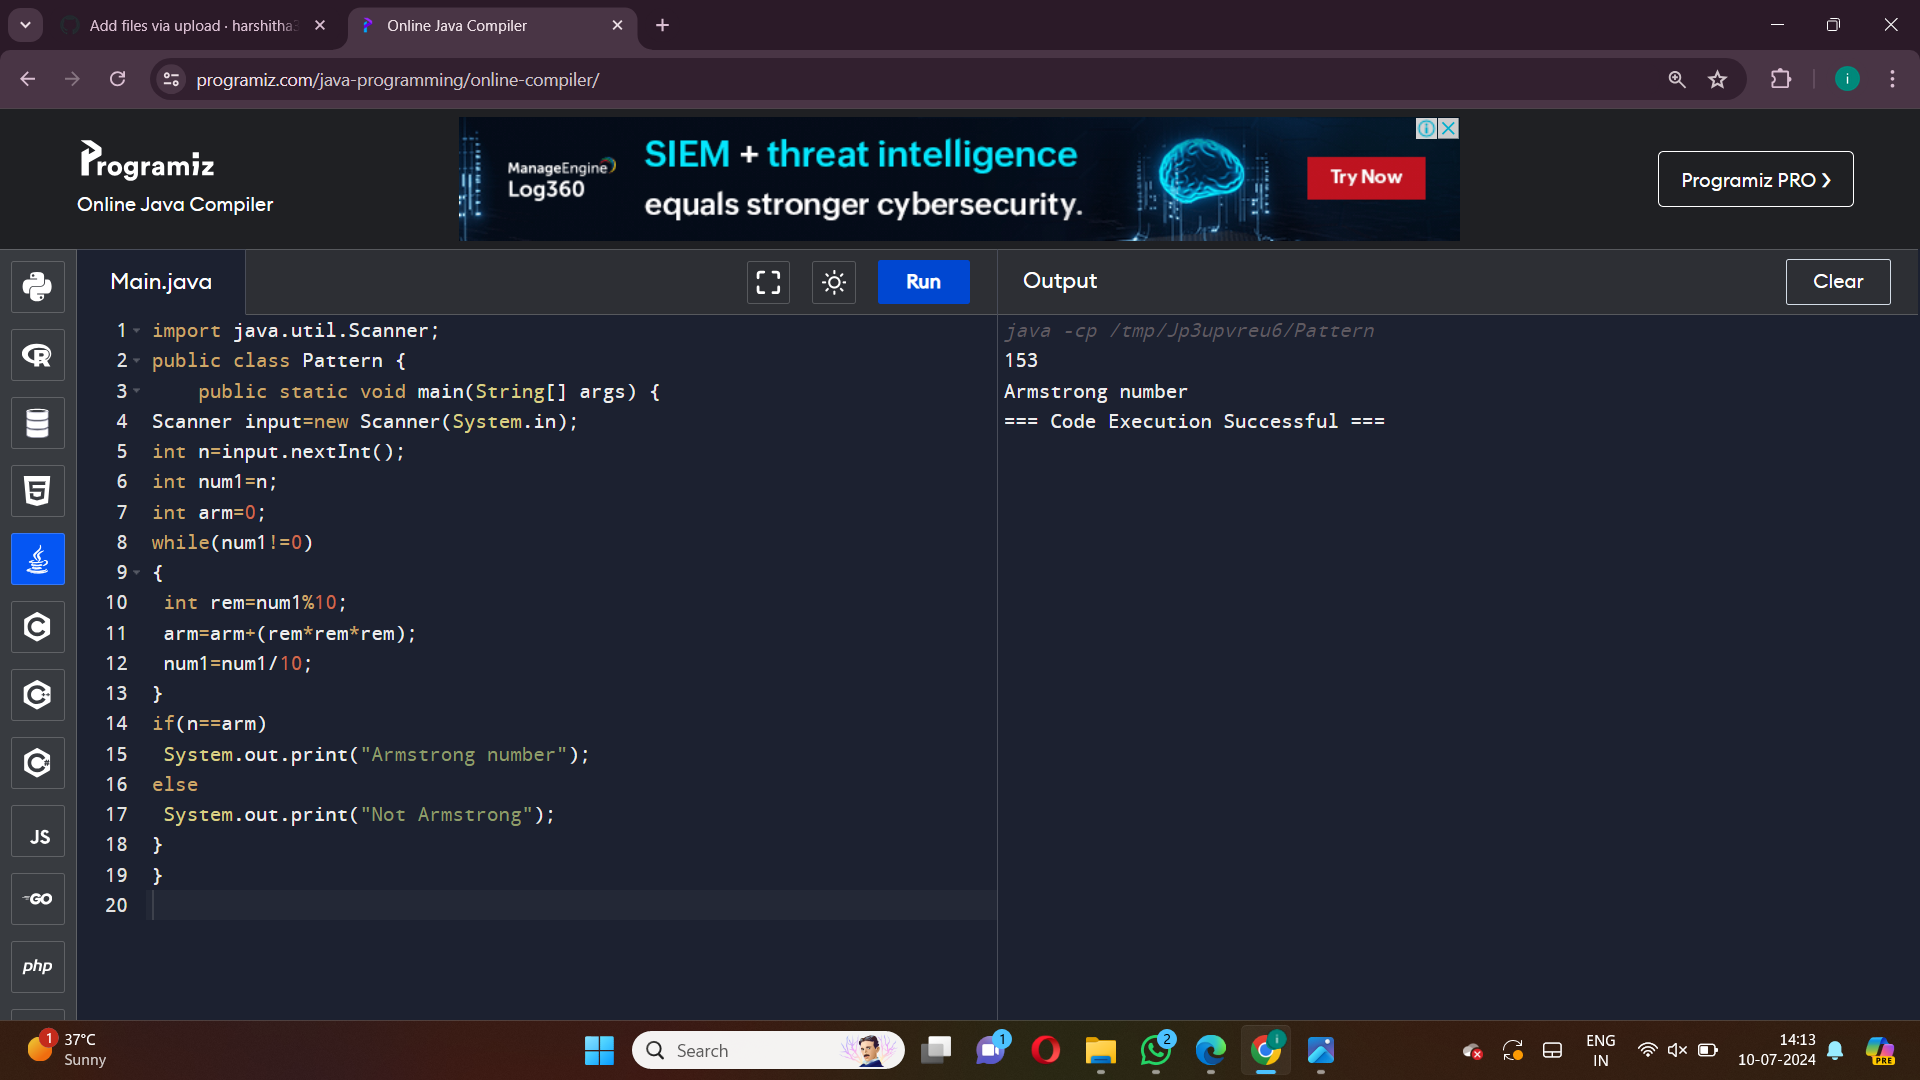 Add files via upload · harshitha3
Online Java Compiler
programiz.com/java-programming/online-compiler/
i
Programiz
Online Java Compiler
ManageEngine
Log360
SIEM + threat intelligence
equals stronger cybersecurity.
Try Now
Programiz PRO ❯
Main.java
Run
Output
Clear
1 import java.util.Scanner;
2 public class Pattern {
3     public static void main(String[] args) {
4 Scanner input=new Scanner(System.in);
5 int n=input.nextInt();
6 int num1=n;
7 int arm=0;
8 while(num1!=0)
9 {
10  int rem=num1%10;
11  arm=arm+(rem*rem*rem);
12  num1=num1/10;
13 }
14 if(n==arm)
15  System.out.print("Armstrong number");
16 else
17  System.out.print("Not Armstrong");
18 }
19 }
20
java -cp /tmp/Jp3upvreu6/Pattern
153
Armstrong number
=== Code Execution Successful ===
R
5
C
C++
C#
JS
GO
php
1
37°C
Sunny
Search
1
2
i
ENG
IN
14:13
10-07-2024
PRE